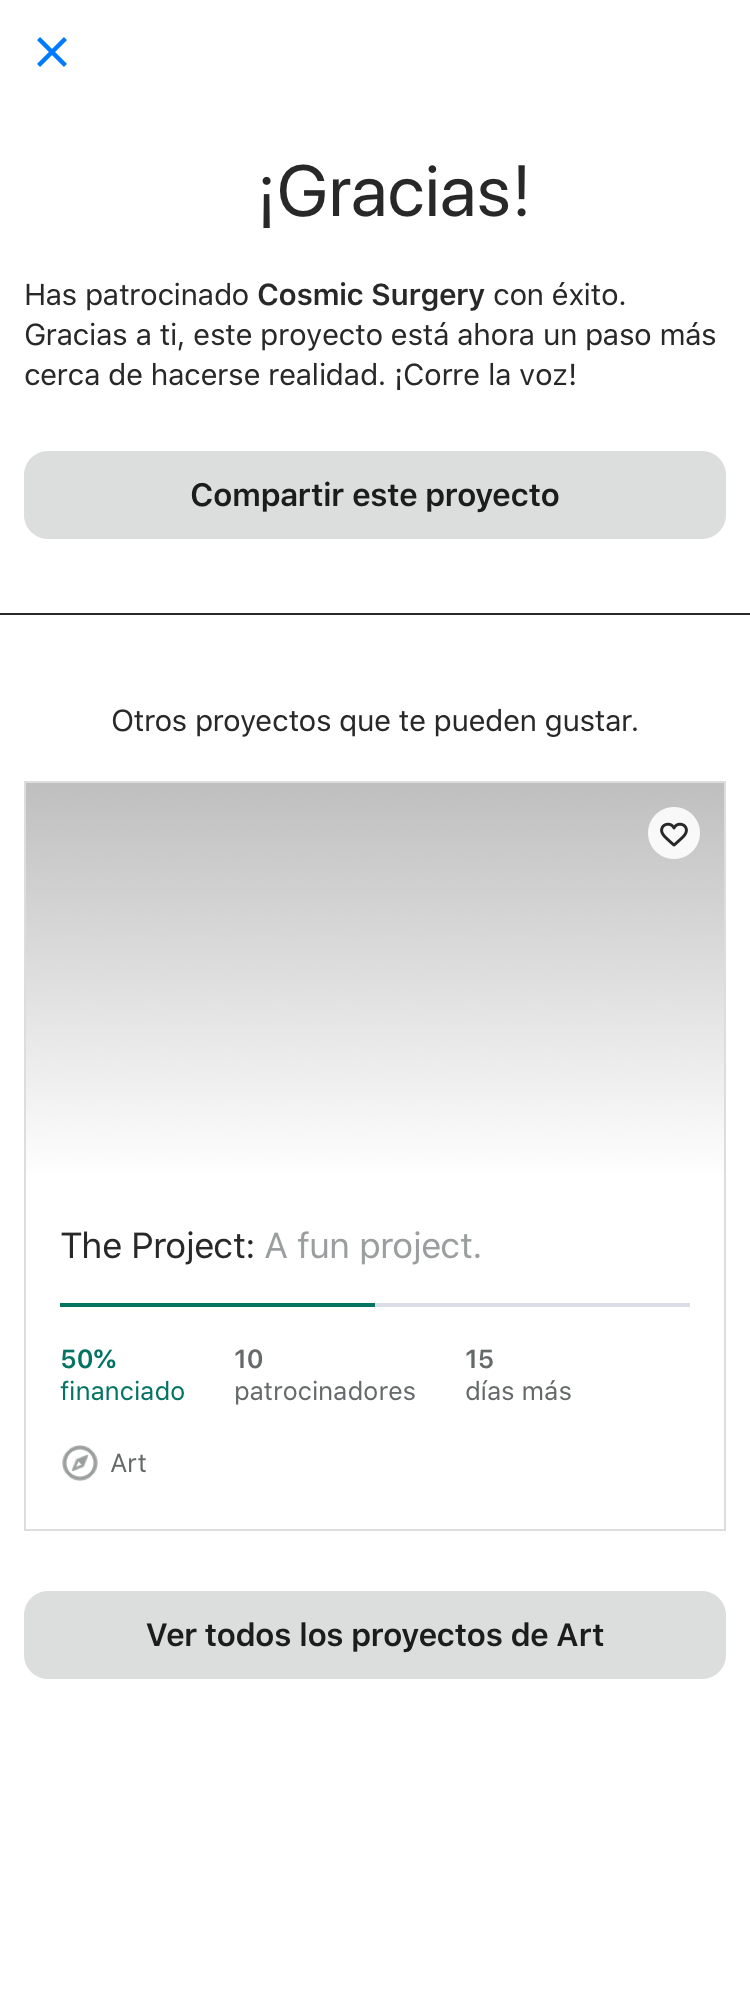 ¡Gracias!
Has patrocinado Cosmic Surgery con éxito.
Gracias a ti, este proyecto está ahora un paso más
cerca de hacerse realidad. ¡Corre la voz!
Compartir este proyecto
Otros proyectos que te pueden gustar.
The Project: A fun project.
50%
financiado
10
patrocinadores
15
días más
Art
Ver todos los proyectos de Art